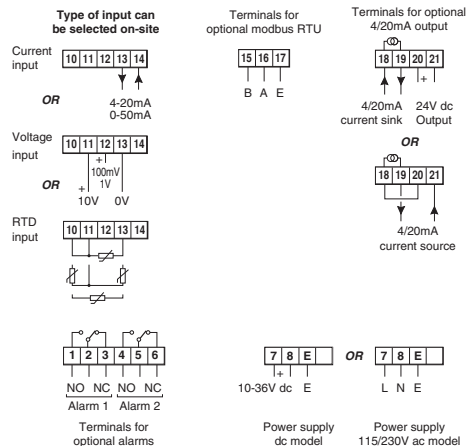 Type of input can
be selected on-site
Current
input
10 11 12 13 14
OR
4-20mA
0-50mA
Voltage
input
10 11 12 13 14
+
100mV
1V
OR
+
10V 0V
RTD
input
10 11 12 13 14
Terminals for
optional modbus RTU
15 16 17
B A E
Terminals for optional
4/20mA output
18 19 20 21
+
4/20mA
current sink
24V dc
Output
OR
18 19 20 21
4/20mA
current source
1 2 3 4 5 6
NO NC NO NC
Alarm 1 Alarm 2
Terminals for
optional alarms
7 8 E
+
10-36V dc E
Power supply
dc model
OR
7 8 E
L N E
Power supply
115/230V ac model